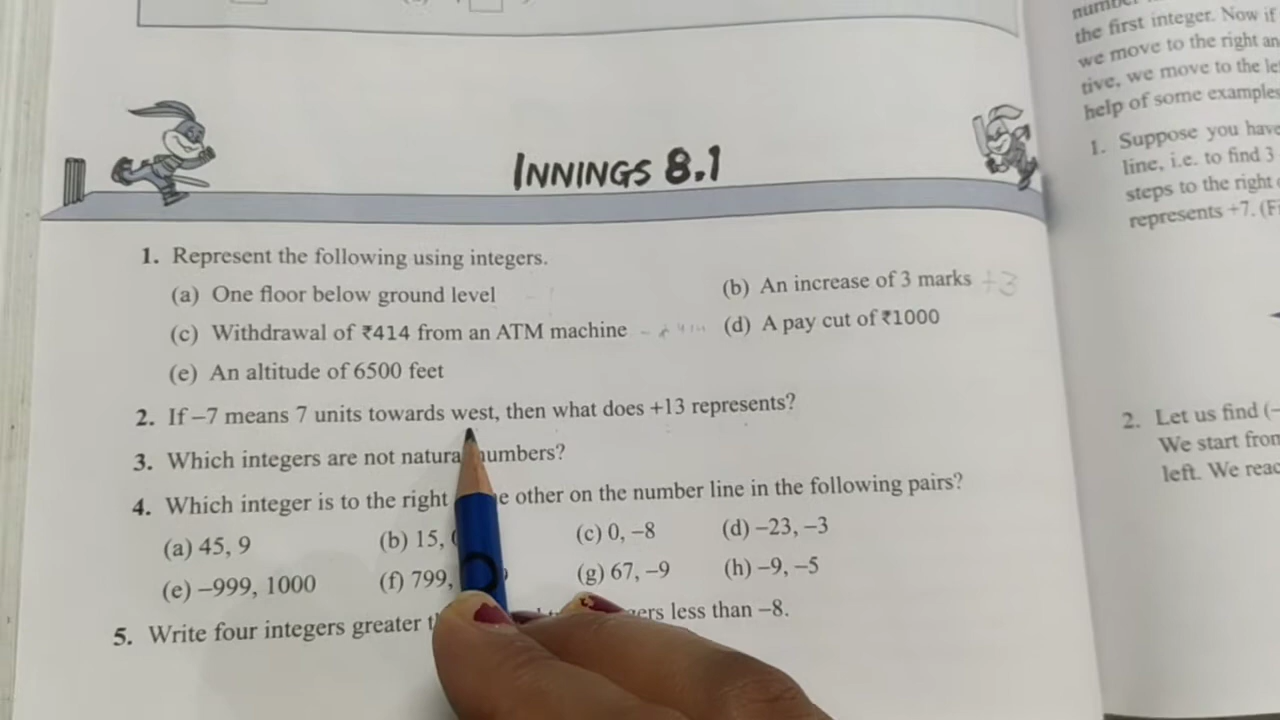 the first integer. Now if
we move to the right an
tive, we move to the le
help of some examples
1. Suppose you have
line, i.e. to find 3
steps to the right
represents +7. (Fi
2. Let us find (–
We start from
left. We reac
INNINGS 8.1
1. Represent the following using integers.
(a) One floor below ground level
(b) An increase of 3 marks +3
(c) Withdrawal of ₹414 from an ATM machine
(d) A pay cut of ₹1000
(e) An altitude of 6500 feet
2. If –7 means 7 units towards west, then what does +13 represents?
3. Which integers are not natural numbers?
4. Which integer is to the right other on the number line in the following pairs?
(a) 45, 9 (b) 15, (c) 0, –8 (d) –23, –3
(e) –999, 1000 (f) 799, (g) 67, –9 (h) –9, –5
5. Write four integers greater less than –8.